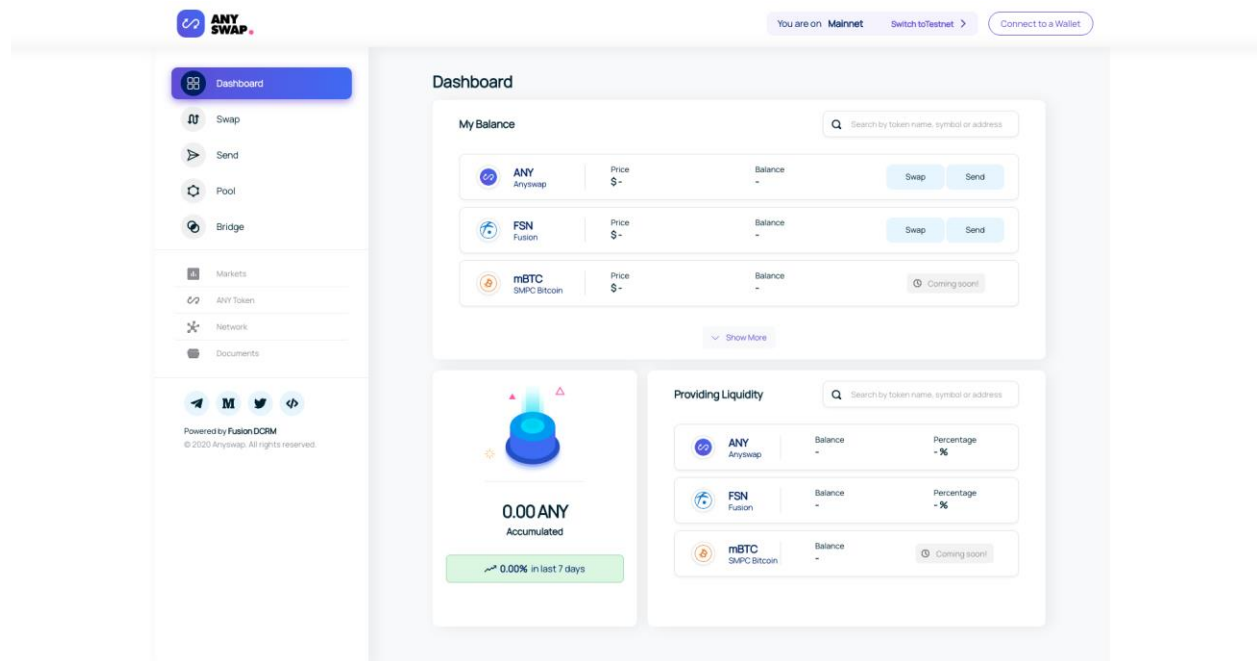 ANY
SWAP.
You are on Mainnet
Switch toTestnet
Connect to a Wallet
Dashboard
Swap
Send
Pool
Bridge
Markets
ANY Token
Network
Documents
Powered by Fusion DCRM
© 2020 Anyswap. All rights reserved.
Dashboard
My Balance
Search by token name, symbol or address
ANY
Anyswap
Price
$ -
Balance
-
Swap
Send
FSN
Fusion
Price
$ -
Balance
-
Swap
Send
mBTC
SMPC Bitcoin
Price
$ -
Balance
-
Coming soon!
Show More
0.00 ANY
Accumulated
0.00% in last 7 days
Providing Liquidity
Search by token name, symbol or address
ANY
Anyswap
Balance
-
Percentage
- %
FSN
Fusion
Balance
-
Percentage
- %
mBTC
SMPC Bitcoin
Balance
-
Coming soon!